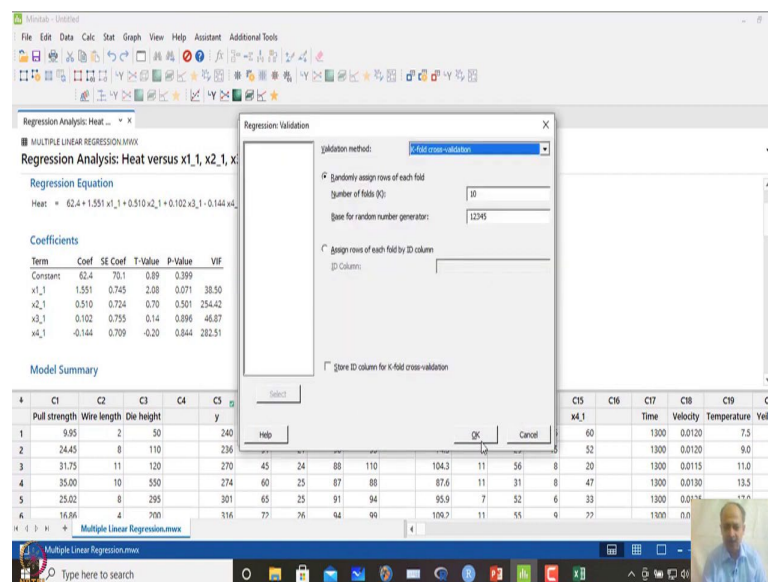 Minitab - Untitled
File Edit Data Calc Stat Graph View Help Assistant Additional Tools
Regression Analysis: Heat ...
MULTIPLE LINEAR REGRESSION.MWX
Regression Analysis: Heat versus x1_1, x2_1, x
Regression Equation
Heat = 62.4 + 1.551 x1_1 + 0.510 x2_1 + 0.102 x3_1 - 0.144 x4_
Coefficients
Term Coef SE Coef T-Value P-Value VIF
Constant 62.4 70.1 0.89 0.399
x1_1 1.551 0.745 2.08 0.071 38.50
x2_1 0.510 0.724 0.70 0.501 254.42
x3_1 0.102 0.755 0.14 0.896 46.87
x4_1 -0.144 0.709 -0.20 0.844 282.51
Model Summary
Regression: Validation
Validation method: K-fold cross-validation
Randomly assign rows of each fold
Number of folds (K): 10
Base for random number generator: 12345
Assign rows of each fold by ID column
ID Column:
Store ID column for K-fold cross-validation
Select
Help OK Cancel
C1 C2 C3 C4 C5 C15 C16 C17 C18 C19
Pull strength Wire length Die height y x4_1 Time Velocity Temperature
1 9.95 2 50 240 60 1300 0.0120 7.5
2 24.45 8 110 236 52 1300 0.0120 9.0
3 31.75 11 120 270 45 24 88 110 104.3 11 56 8 20 1300 0.0115 11.0
4 35.00 10 550 274 60 25 87 88 87.6 11 31 8 47 1300 0.0130 13.5
5 25.02 8 295 301 65 25 91 94 95.9 7 52 6 33 1300
6 16.86 4 200 316 72 26 94 99 109.2 11 55 9 22 1300
Multiple Linear Regression.mwx
Multiple Linear Regression.mwx
Type here to search